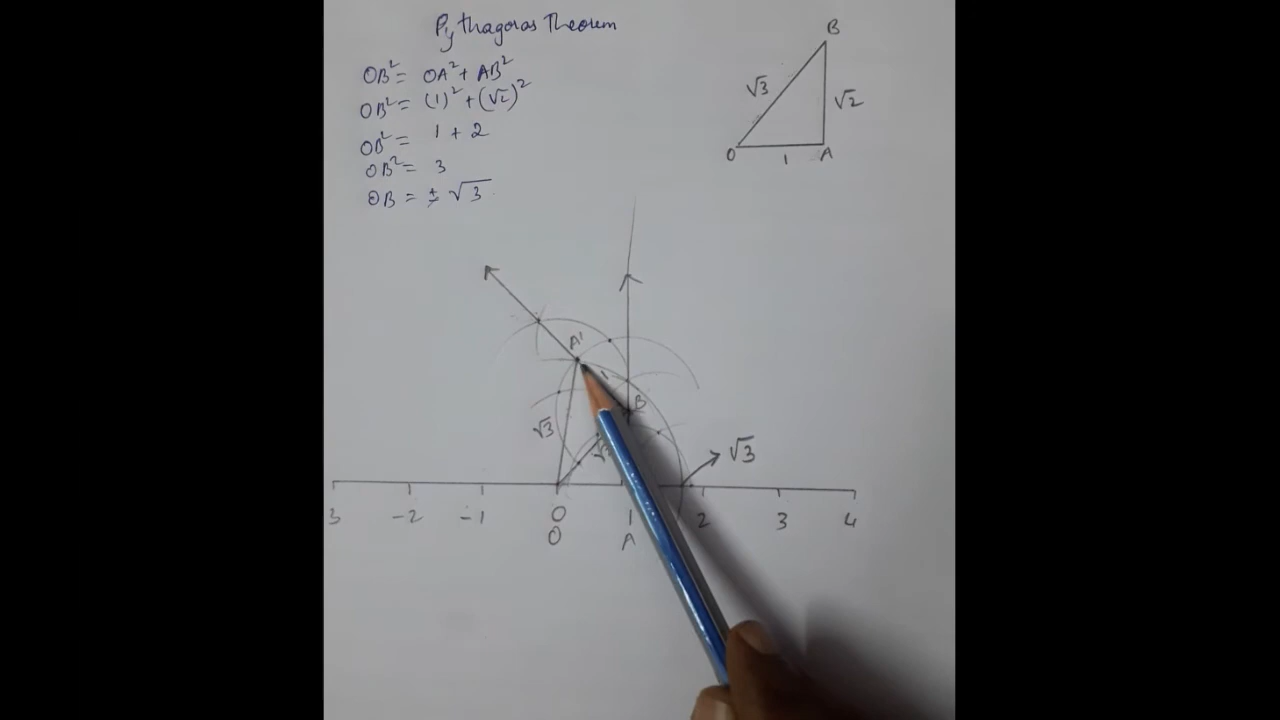 Pythagoras Theorem
OB² = OA² + AB²
OB² = (1)² + (√2)²
OB² = 1 + 2
OB² = 3
OB = ± √3
B
√3
√2
O
1
A
A'
1
B
√3
√3
3 -2 -1 0 1 2 3 4
O A